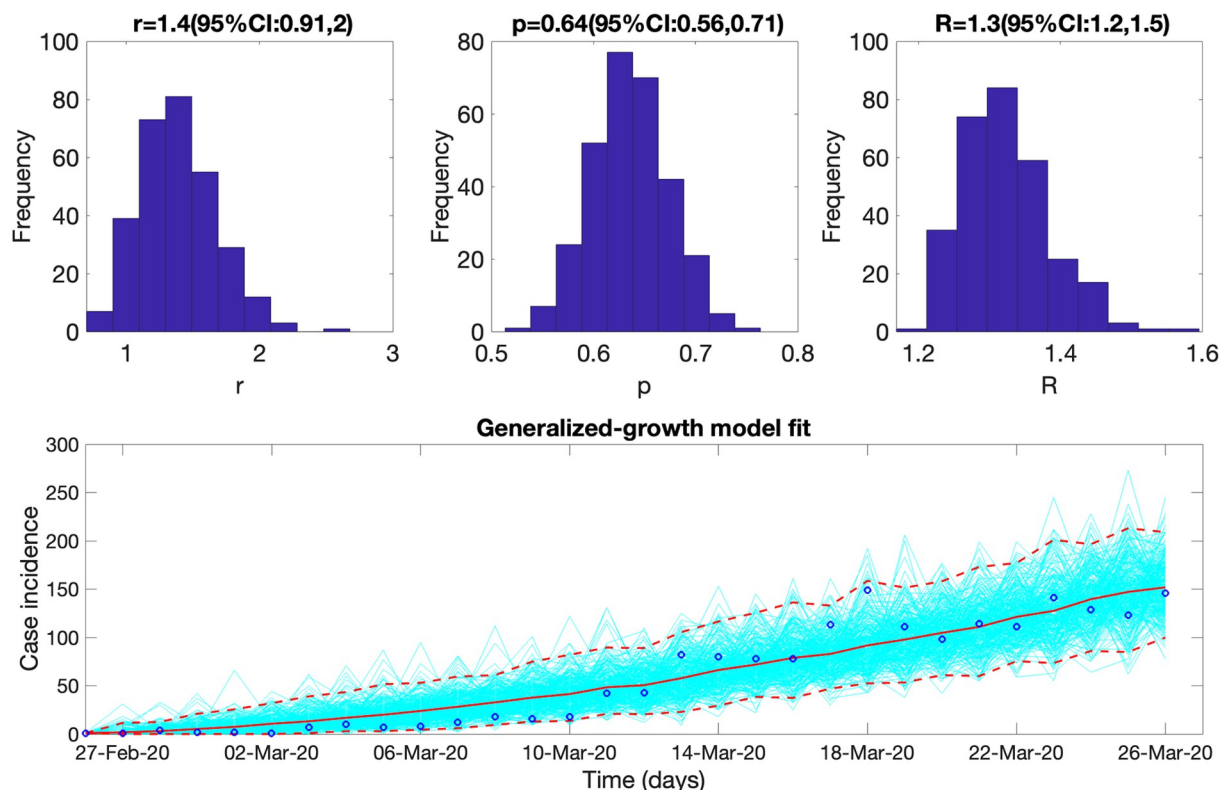 r=1.4(95%CI:0.91,2)
100
80
60
40
20
0
Frequency
1
2
3
r
p=0.64(95%CI:0.56,0.71)
80
60
40
20
0
Frequency
0.5
0.6
0.7
0.8
p
R=1.3(95%CI:1.2,1.5)
100
80
60
40
20
0
Frequency
1.2
1.4
1.6
R
Generalized-growth model fit
300
250
200
150
100
50
0
Case incidence
27-Feb-20 02-Mar-20 06-Mar-20 10-Mar-20 14-Mar-20 18-Mar-20 22-Mar-20 26-Mar-20
Time (days)